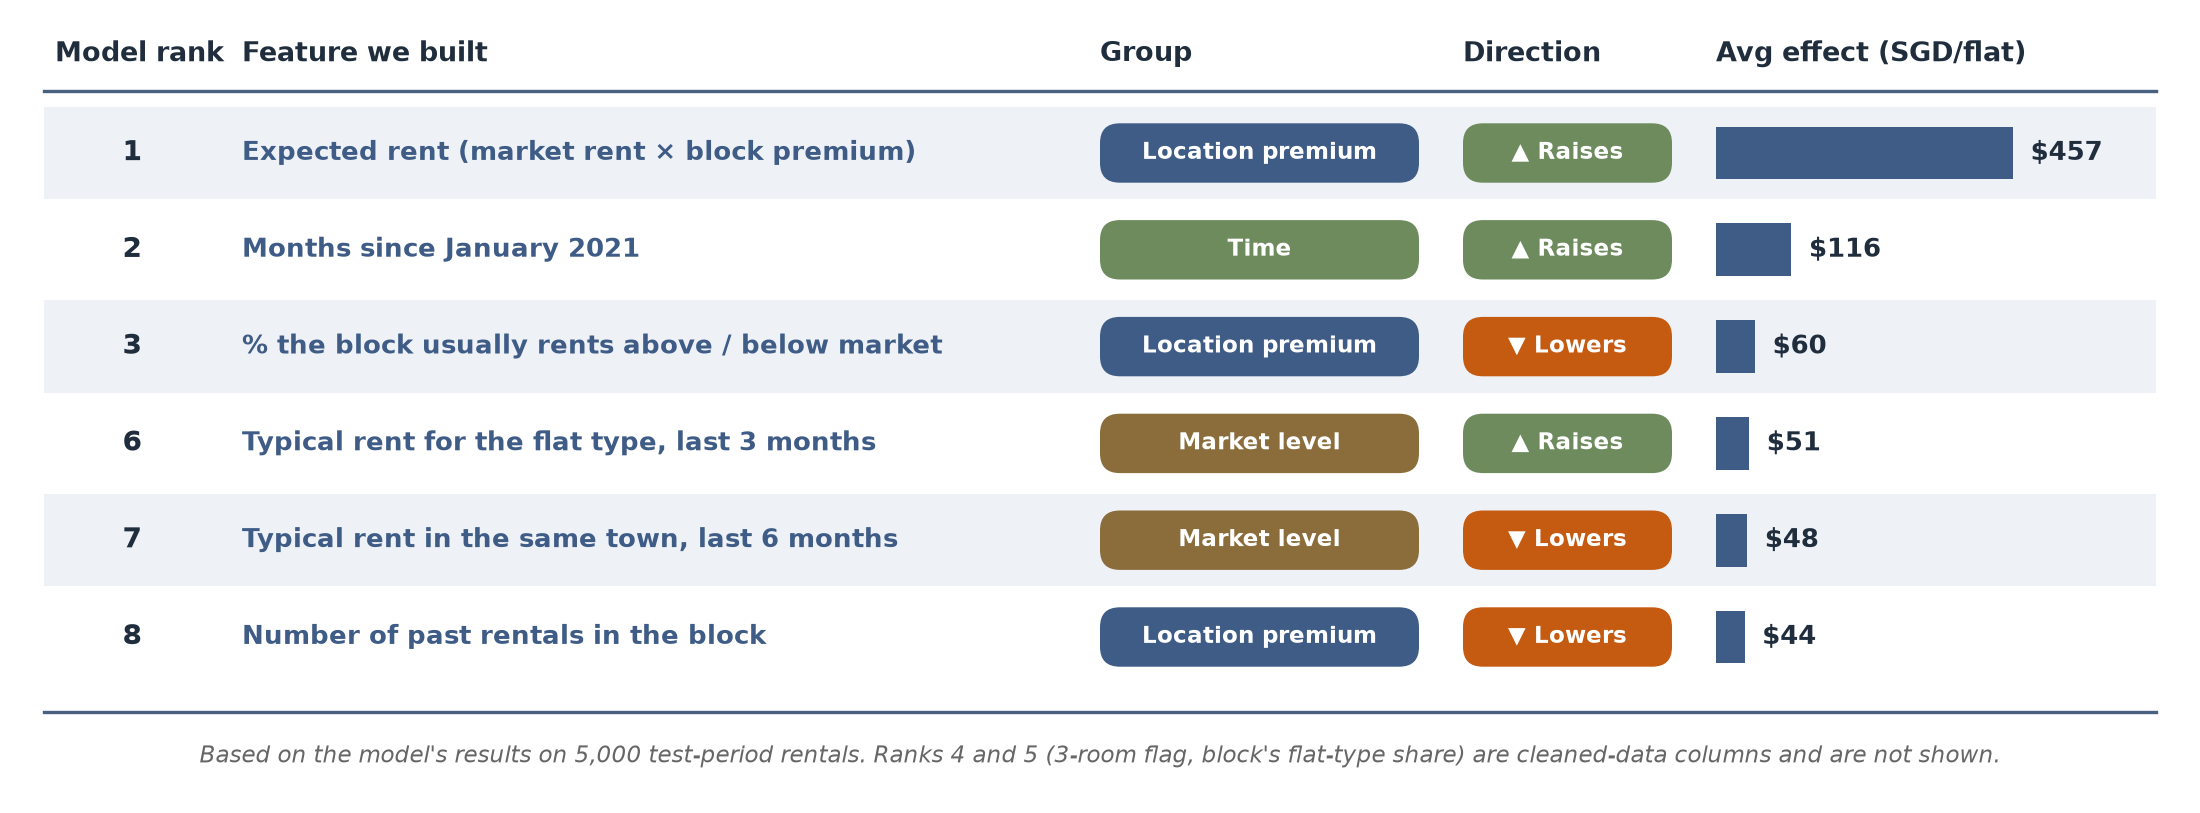 Model rank Feature we built Group Direction Avg effect (SGD/flat)
1 Expected rent (market rent × block premium) Location premium ▲ Raises $457
2 Months since January 2021 Time ▲ Raises $116
3 % the block usually rents above / below market Location premium ▼ Lowers $60
6 Typical rent for the flat type, last 3 months Market level ▲ Raises $51
7 Typical rent in the same town, last 6 months Market level ▼ Lowers $48
8 Number of past rentals in the block Location premium ▼ Lowers $44
Based on the model's results on 5,000 test-period rentals. Ranks 4 and 5 (3-room flag, block's flat-type share) are cleaned-data columns and are not shown.